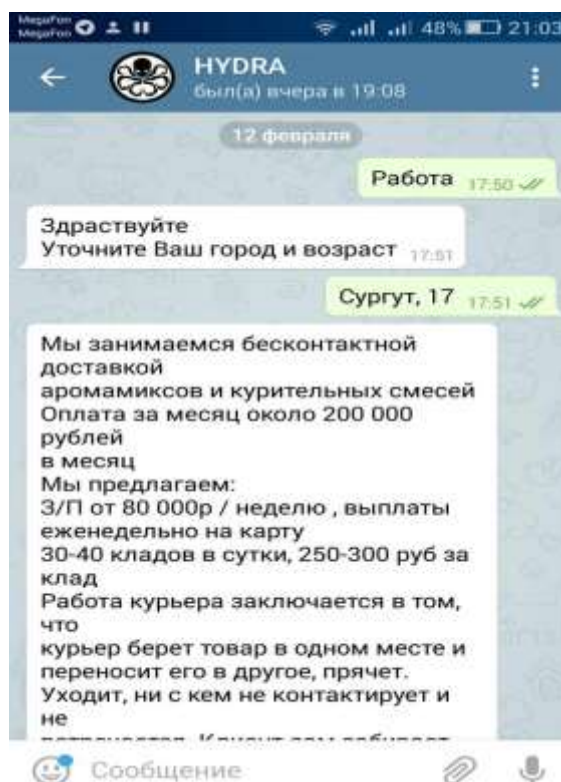 MegaFon
MegaFon
48%
21:03
HYDRA
был(а) вчера в 19:08
12 февраля
Работа 17:50
Здраствуйте
Уточните Ваш город и возраст 17:51
Сургут, 17 17:51
Мы занимаемся бесконтактной
доставкой
аромамиксов и курительных смесей
Оплата за месяц около 200 000
рублей
в месяц
Мы предлагаем:
З/П от 80 000р / неделю , выплаты
еженедельно на карту
30-40 кладов в сутки, 250-300 руб за
клад
Работа курьера заключается в том,
что
курьер берет товар в одном месте и
переносит его в другое, прячет.
Уходит, ни с кем не контактирует и
не
Сообщение